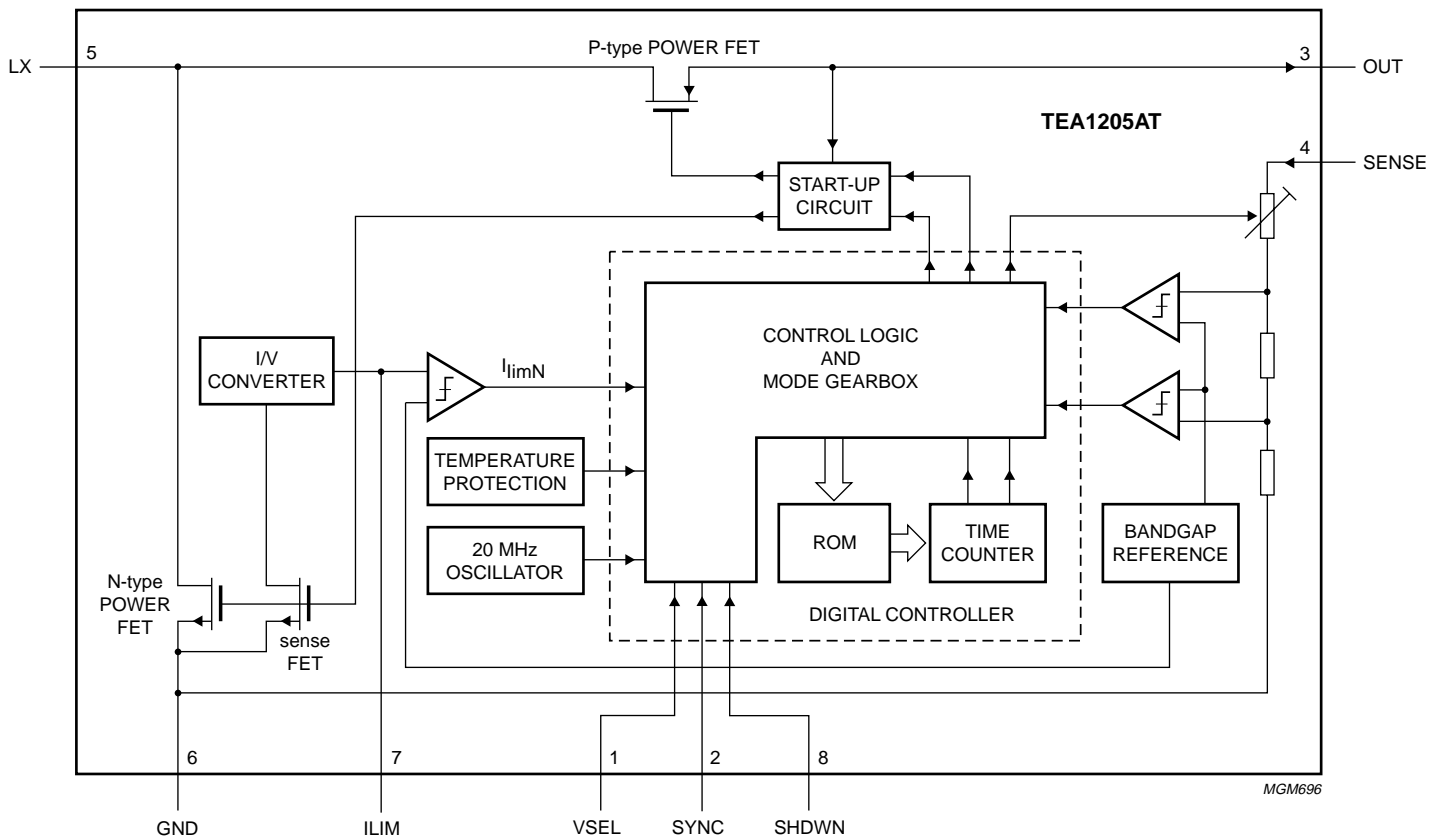 P-type POWER FET
5
3
LX
OUT
TEA1205AT
4
SENSE
START-UP
CIRCUIT
CONTROL LOGIC
AND
MODE GEARBOX
I/V
CONVERTER
IlimN
TEMPERATURE
PROTECTION
20 MHz
OSCILLATOR
ROM
TIME
COUNTER
BANDGAP
REFERENCE
N-type
POWER
FET
sense
FET
DIGITAL CONTROLLER
6
7
1
2
8
MGM696
GND
ILIM
VSEL
SYNC
SHDWN